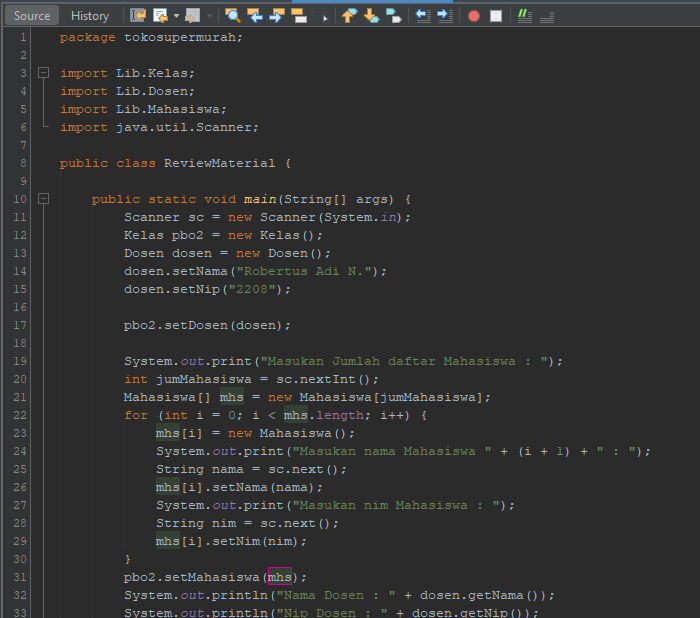 Source History
1 package tokosupermurah;
2
3 import Lib.Kelas;
4 import Lib.Dosen;
5 import Lib.Mahasiswa;
6 import java.util.Scanner;
7
8 public class ReviewMaterial {
9
10 public static void main(String[] args) {
11 Scanner sc = new Scanner(System.in);
12 Kelas pbo2 = new Kelas();
13 Dosen dosen = new Dosen();
14 dosen.setNama("Robertus Adi N.");
15 dosen.setNip("2208");
16
17 pbo2.setDosen(dosen);
18
19 System.out.print("Masukan Jumlah daftar Mahasiswa : ");
20 int jumMahasiswa = sc.nextInt();
21 Mahasiswa[] mhs = new Mahasiswa[jumMahasiswa];
22 for (int i = 0; i < mhs.length; i++) {
23 mhs[i] = new Mahasiswa();
24 System.out.print("Masukan nama Mahasiswa " + (i + 1) + " : ");
25 String nama = sc.next();
26 mhs[i].setNama(nama);
27 System.out.print("Masukan nim Mahasiswa : ");
28 String nim = sc.next();
29 mhs[i].setNim(nim);
30 }
31 pbo2.setMahasiswa(mhs);
32 System.out.println("Nama Dosen : " + dosen.getNama());
33 System.out.println("Nip Dosen : " + dosen.getNip());